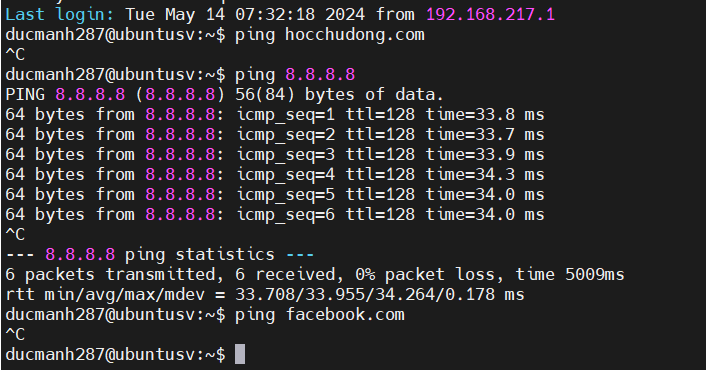 Last login: Tue May 14 07:32:18 2024 from 192.168.217.1
ducmanh287@ubuntusv:~$ ping hocchudong.com
^C
ducmanh287@ubuntusv:~$ ping 8.8.8.8
PING 8.8.8.8 (8.8.8.8) 56(84) bytes of data.
64 bytes from 8.8.8.8: icmp_seq=1 ttl=128 time=33.8 ms
64 bytes from 8.8.8.8: icmp_seq=2 ttl=128 time=33.7 ms
64 bytes from 8.8.8.8: icmp_seq=3 ttl=128 time=33.9 ms
64 bytes from 8.8.8.8: icmp_seq=4 ttl=128 time=34.3 ms
64 bytes from 8.8.8.8: icmp_seq=5 ttl=128 time=34.0 ms
64 bytes from 8.8.8.8: icmp_seq=6 ttl=128 time=34.0 ms
^C
--- 8.8.8.8 ping statistics ---
6 packets transmitted, 6 received, 0% packet loss, time 5009ms
rtt min/avg/max/mdev = 33.708/33.955/34.264/0.178 ms
ducmanh287@ubuntusv:~$ ping facebook.com
^C
ducmanh287@ubuntusv:~$